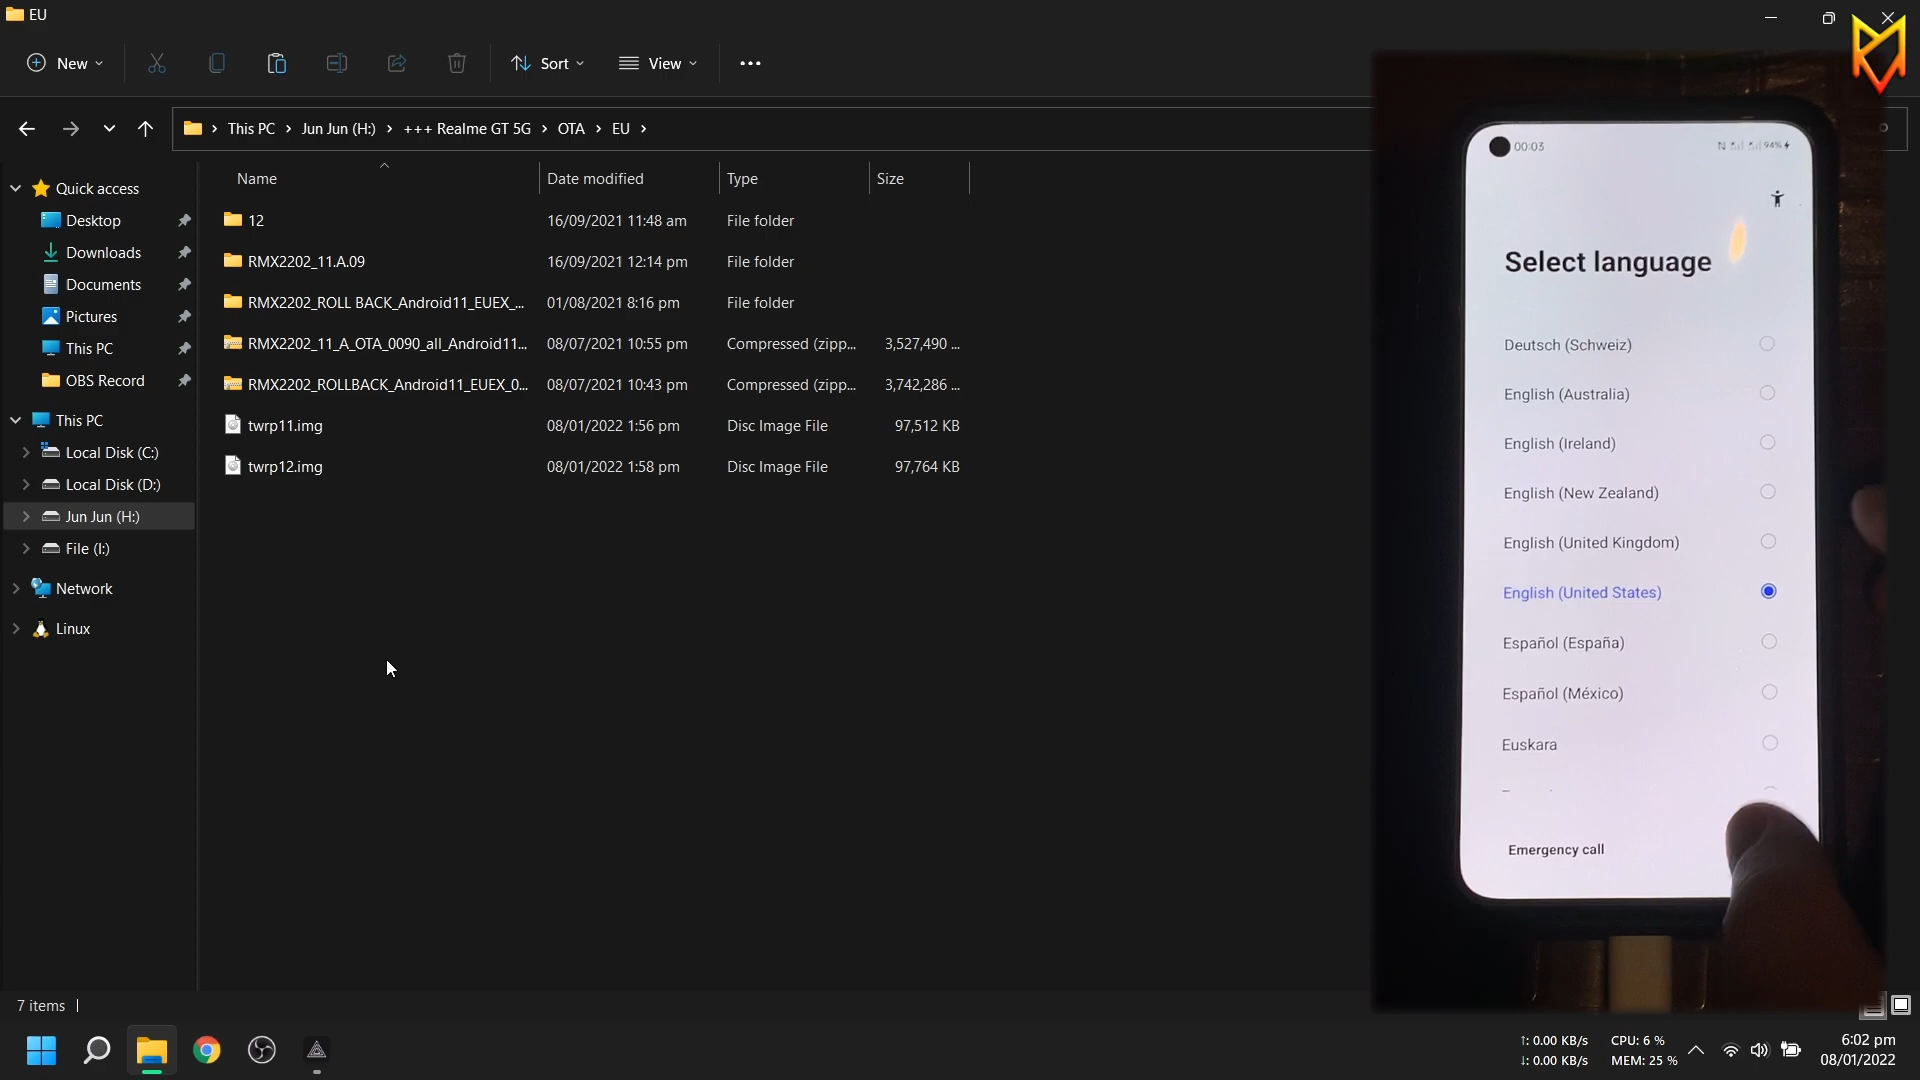 EU
New
Sort
View
This PC > Jun Jun (H:) > +++ Realme GT 5G > OTA > EU >
Name
Date modified
Type
Size
12
16/09/2021 11:48 am
File folder
RMX2202_11.A.09
16/09/2021 12:14 pm
File folder
RMX2202_ROLL BACK_Android11_EUEX_...
01/08/2021 8:16 pm
File folder
RMX2202_11_A_OTA_0090_all_Android11...
08/07/2021 10:55 pm
Compressed (zipp...
3,527,490 ...
RMX2202_ROLLBACK_Android11_EUEX_0...
08/07/2021 10:43 pm
Compressed (zipp...
3,742,286 ...
twrp11.img
08/01/2022 1:56 pm
Disc Image File
97,512 KB
twrp12.img
08/01/2022 1:58 pm
Disc Image File
97,764 KB
Quick access
Desktop
Downloads
Documents
Pictures
This PC
OBS Record
This PC
Local Disk (C:)
Local Disk (D:)
Jun Jun (H:)
File (I:)
Network
Linux
7 items
00:03
94%
Select language
Deutsch (Schweiz)
English (Australia)
English (Ireland)
English (New Zealand)
English (United Kingdom)
English (United States)
Español (España)
Español (México)
Euskara
Emergency call
↑: 0.00 KB/s
↓: 0.00 KB/s
CPU: 6 %
MEM: 25 %
6:02 pm
08/01/2022